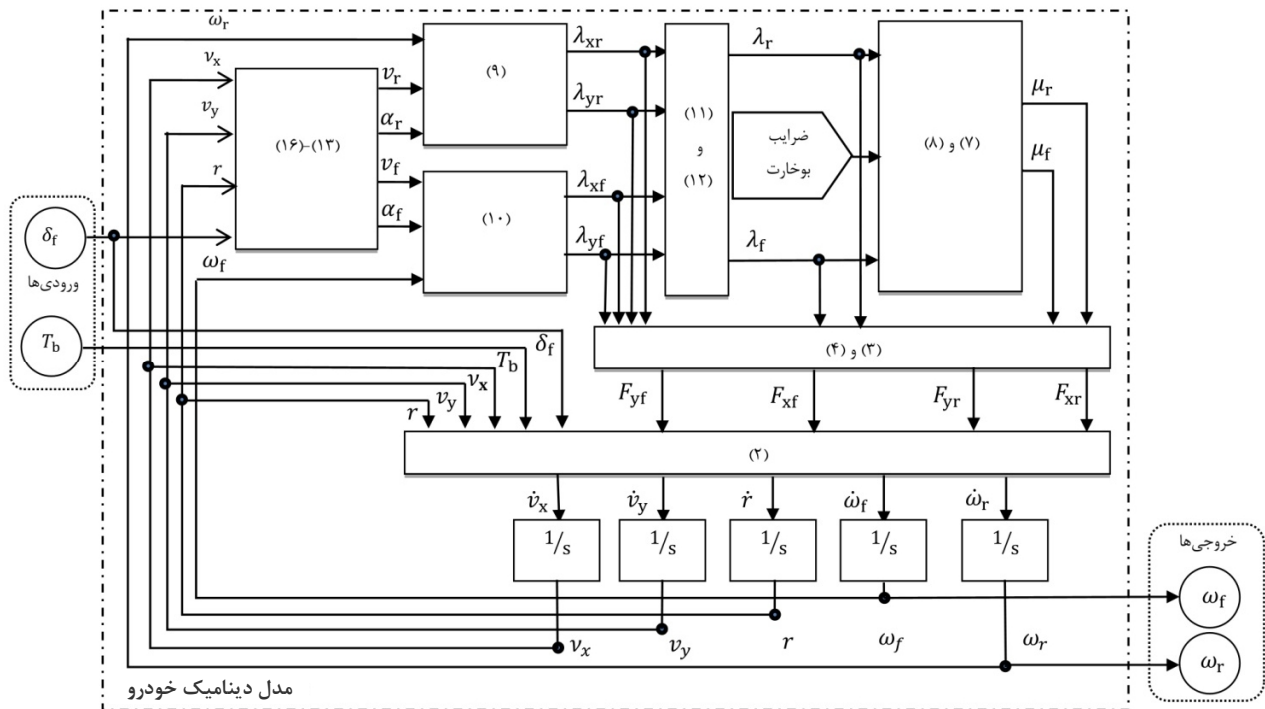 ω_r
ν_x
v_y
r
ω_f
(۱۶)-(۱۳)
v_r
α_r
v_f
α_f
(۹)
(۱۰)
λ_xr
λ_yr
λ_xf
λ_yf
(۱۱)
و
(۱۲)
λ_r
ضرایب
بوخارت
λ_f
(۷) و (۸)
μ_r
μ_f
δ_f
ورودی‌ها
T_b
(۳) و (۴)
r
v_y
ν_x
T_b
δ_f
F_yf
F_xf
F_yr
F_xr
(۲)
v̇_x
v̇_y
ṙ
ω̇_f
ω̇_r
1/s
1/s
1/s
1/s
1/s
ν_x
v_y
r
ω_f
ω_r
خروجی‌ها
ω_f
ω_r
مدل دینامیک خودرو